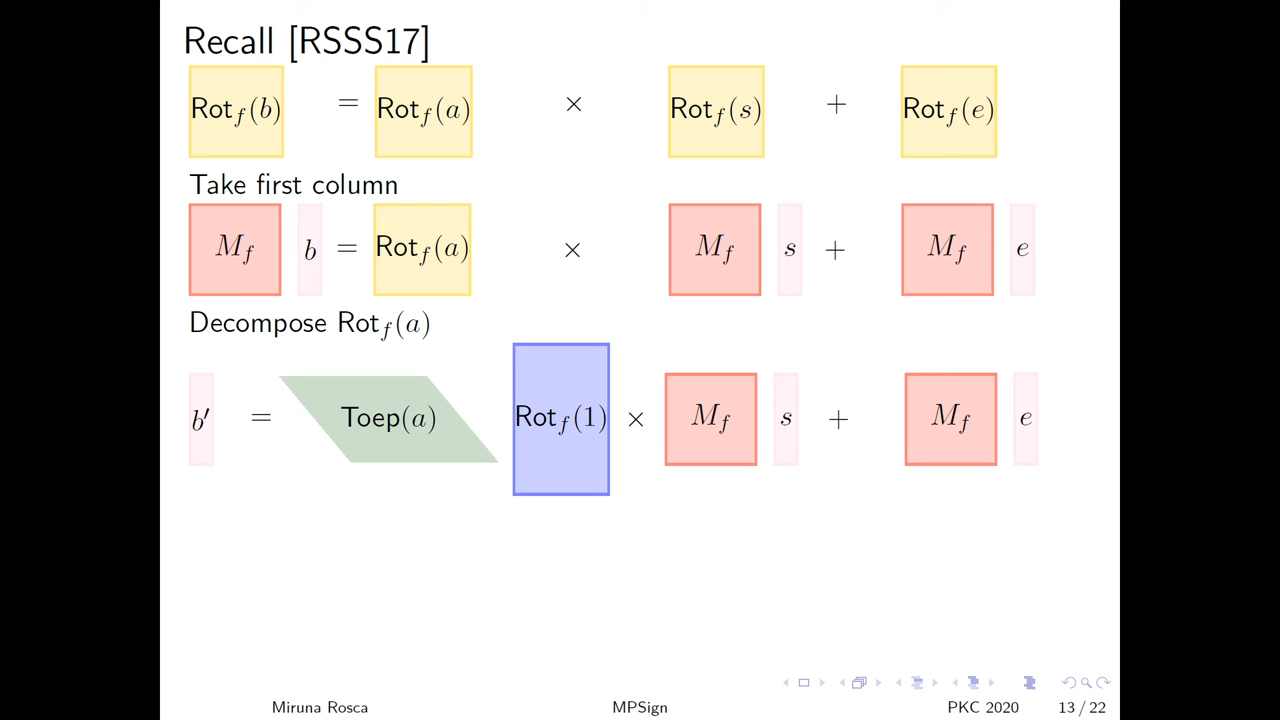 Recall [RSSS17]
Rot_f(b) = Rot_f(a) × Rot_f(s) + Rot_f(e)
Take first column
M_f b = Rot_f(a) × M_f s + M_f e
Decompose Rot_f(a)
b′ = Toep(a) Rot_f(1) × M_f s + M_f e
Miruna Rosca MPSign PKC 2020 13 / 22